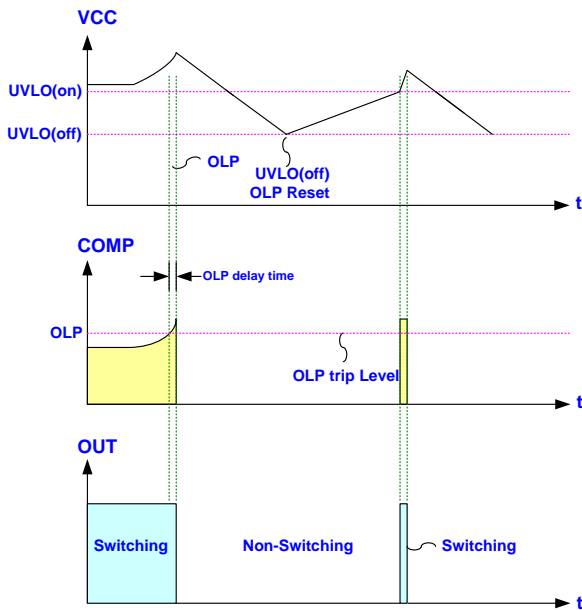 VCC
UVLO(on)
UVLO(off)
OLP
UVLO(off)
OLP Reset
t
COMP
OLP delay time
OLP
OLP trip Level
t
OUT
Switching
Non-Switching
Switching
t